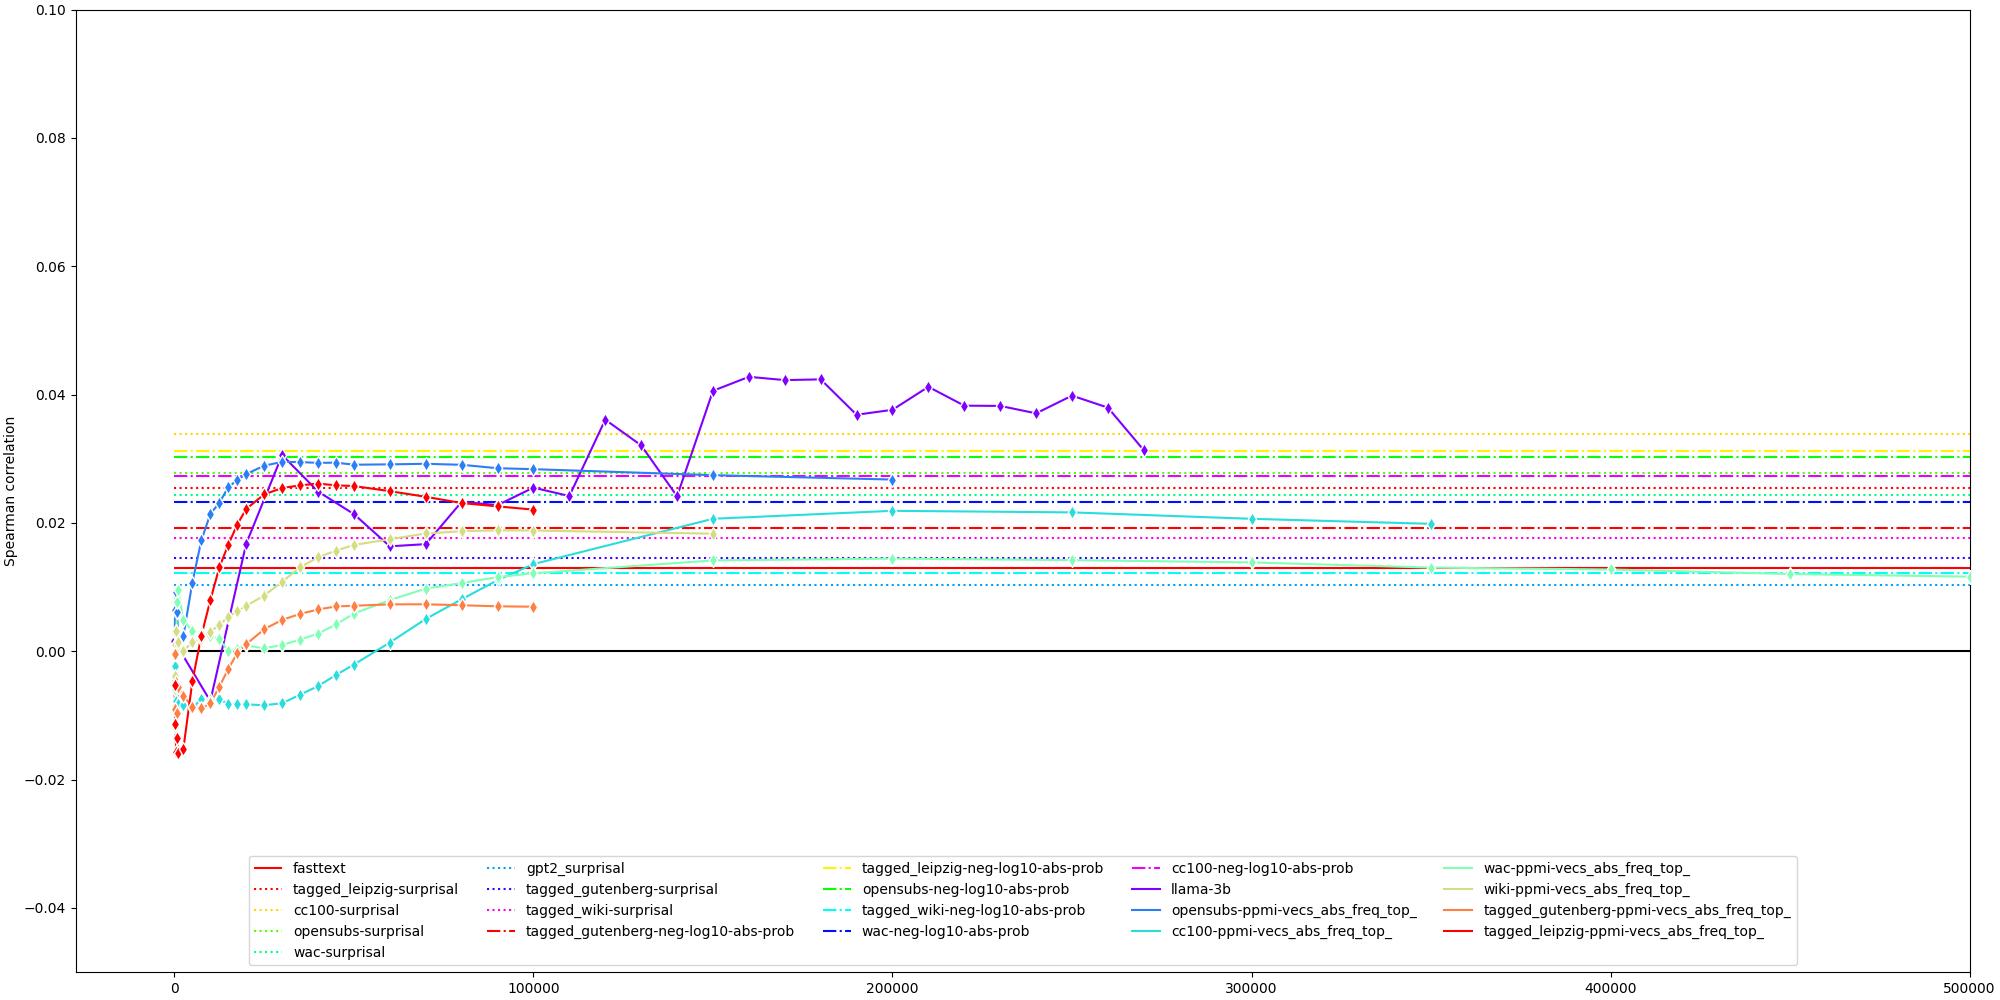 0.10
0.08
0.06
0.04
0.02
0.00
−0.02
−0.04
Spearman correlation
fasttext
tagged_leipzig-surprisal
cc100-surprisal
opensubs-surprisal
wac-surprisal
gpt2_surprisal
tagged_gutenberg-surprisal
tagged_wiki-surprisal
tagged_gutenberg-neg-log10-abs-prob
tagged_leipzig-neg-log10-abs-prob
opensubs-neg-log10-abs-prob
tagged_wiki-neg-log10-abs-prob
wac-neg-log10-abs-prob
cc100-neg-log10-abs-prob
llama-3b
opensubs-ppmi-vecs_abs_freq_top_
cc100-ppmi-vecs_abs_freq_top_
wac-ppmi-vecs_abs_freq_top_
wiki-ppmi-vecs_abs_freq_top_
tagged_gutenberg-ppmi-vecs_abs_freq_top_
tagged_leipzig-ppmi-vecs_abs_freq_top_
0 100000 200000 300000 400000 500000